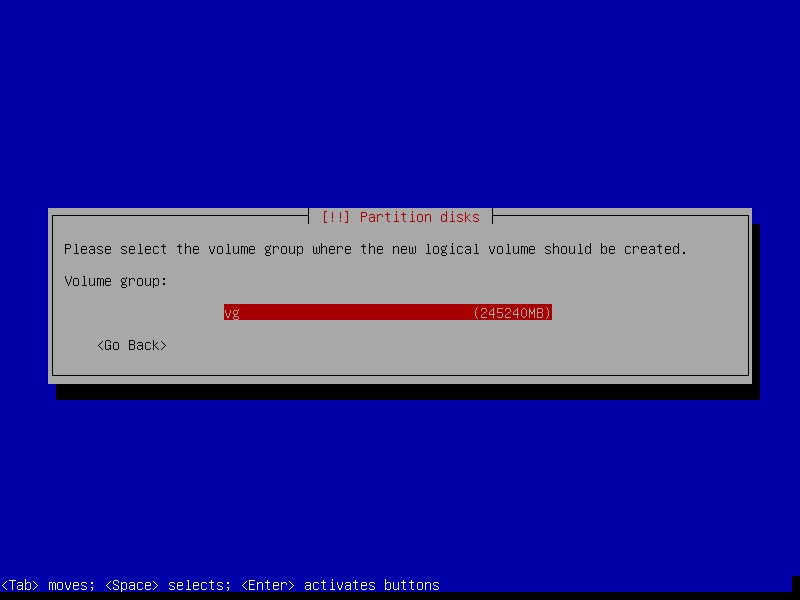 [!!] Partition disks
Please select the volume group where the new logical volume should be created.
Volume group:
vg (245240MB)
<Go Back>
<Tab> moves; <Space> selects; <Enter> activates buttons